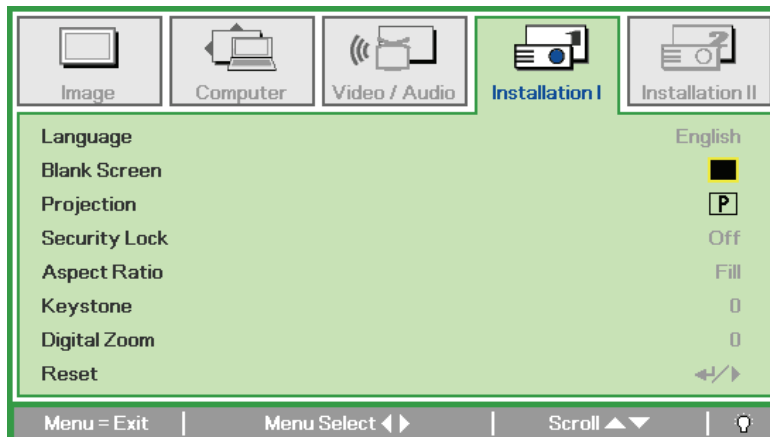 Image Computer Video / Audio Installation I Installation II
Language English
Blank Screen
Projection P
Security Lock Off
Aspect Ratio Fill
Keystone 0
Digital Zoom 0
Reset
Menu = Exit Menu Select Scroll